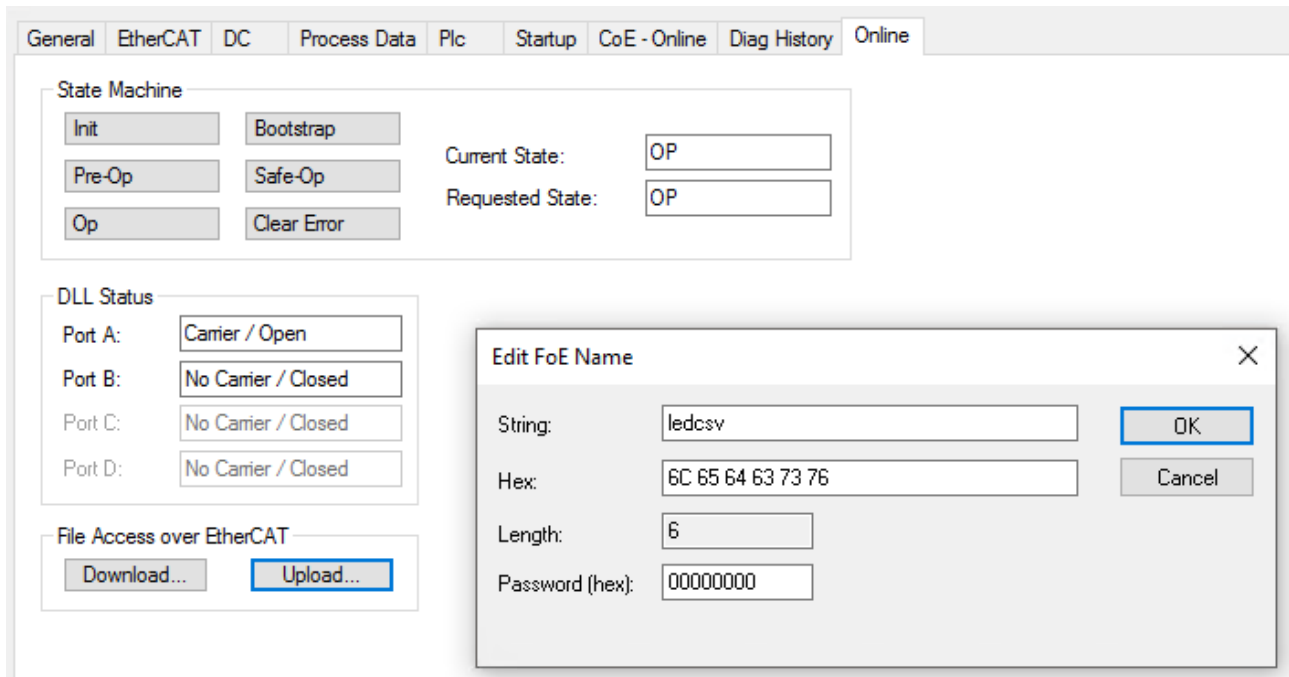 General EtherCAT DC Process Data Plc Startup CoE - Online Diag History Online
State Machine
Init Bootstrap
Pre-Op Safe-Op
Op Clear Error
Current State: OP
Requested State: OP
DLL Status
Port A: Carrier / Open
Port B: No Carrier / Closed
Port C: No Carrier / Closed
Port D: No Carrier / Closed
File Access over EtherCAT
Download... Upload...
Edit FoE Name
String: ledcsv OK
Hex: 6C 65 64 63 73 76 Cancel
Length: 6
Password (hex): 00000000